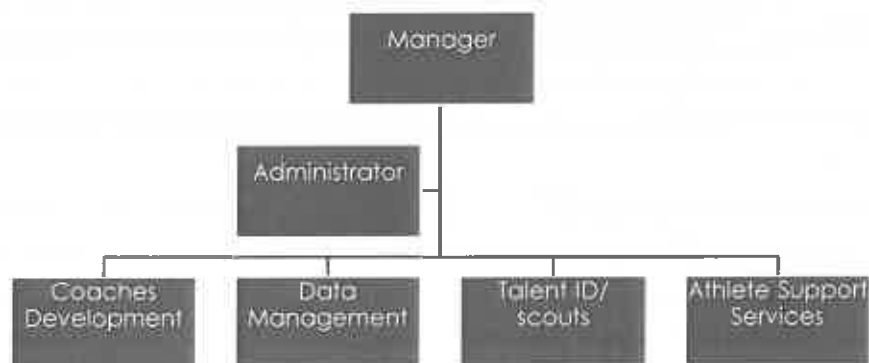 Manager
Administrator
Coaches
Development
Data
Management
Talent ID/
scouts
Athlete Support
Services